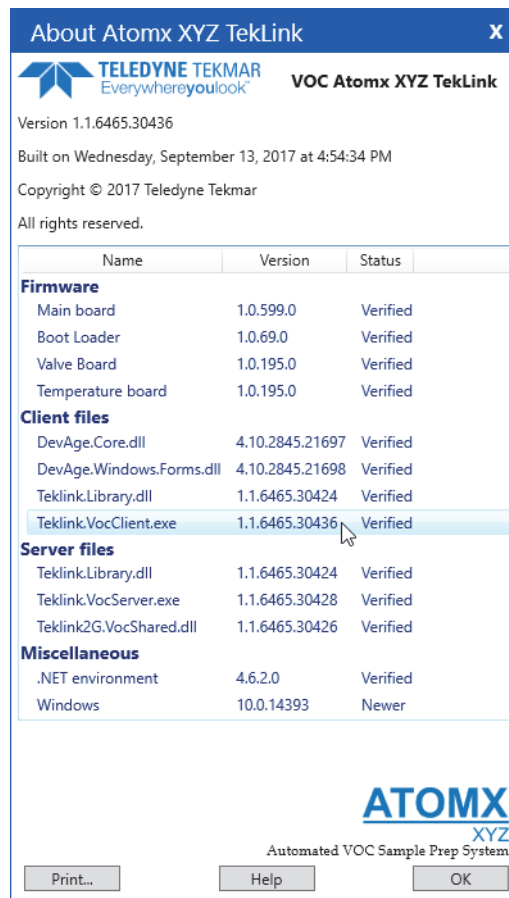 About Atomx XYZ TekLink X
TELEDYNE TEKMAR
Everywhereyoulook™
VOC Atomx XYZ TekLink
Version 1.1.6465.30436
Built on Wednesday, September 13, 2017 at 4:54:34 PM
Copyright © 2017 Teledyne Tekmar
All rights reserved.
Name Version Status
Firmware
Main board 1.0.599.0 Verified
Boot Loader 1.0.69.0 Verified
Valve Board 1.0.195.0 Verified
Temperature board 1.0.195.0 Verified
Client files
DevAge.Core.dll 4.10.2845.21697 Verified
DevAge.Windows.Forms.dll 4.10.2845.21698 Verified
Teklink.Library.dll 1.1.6465.30424 Verified
Teklink.VocClient.exe 1.1.6465.30436 Verified
Server files
Teklink.Library.dll 1.1.6465.30424 Verified
Teklink.VocServer.exe 1.1.6465.30428 Verified
Teklink2G.VocShared.dll 1.1.6465.30426 Verified
Miscellaneous
.NET environment 4.6.2.0 Verified
Windows 10.0.14393 Newer
ATOMX
XYZ
Automated VOC Sample Prep System
Print... Help OK